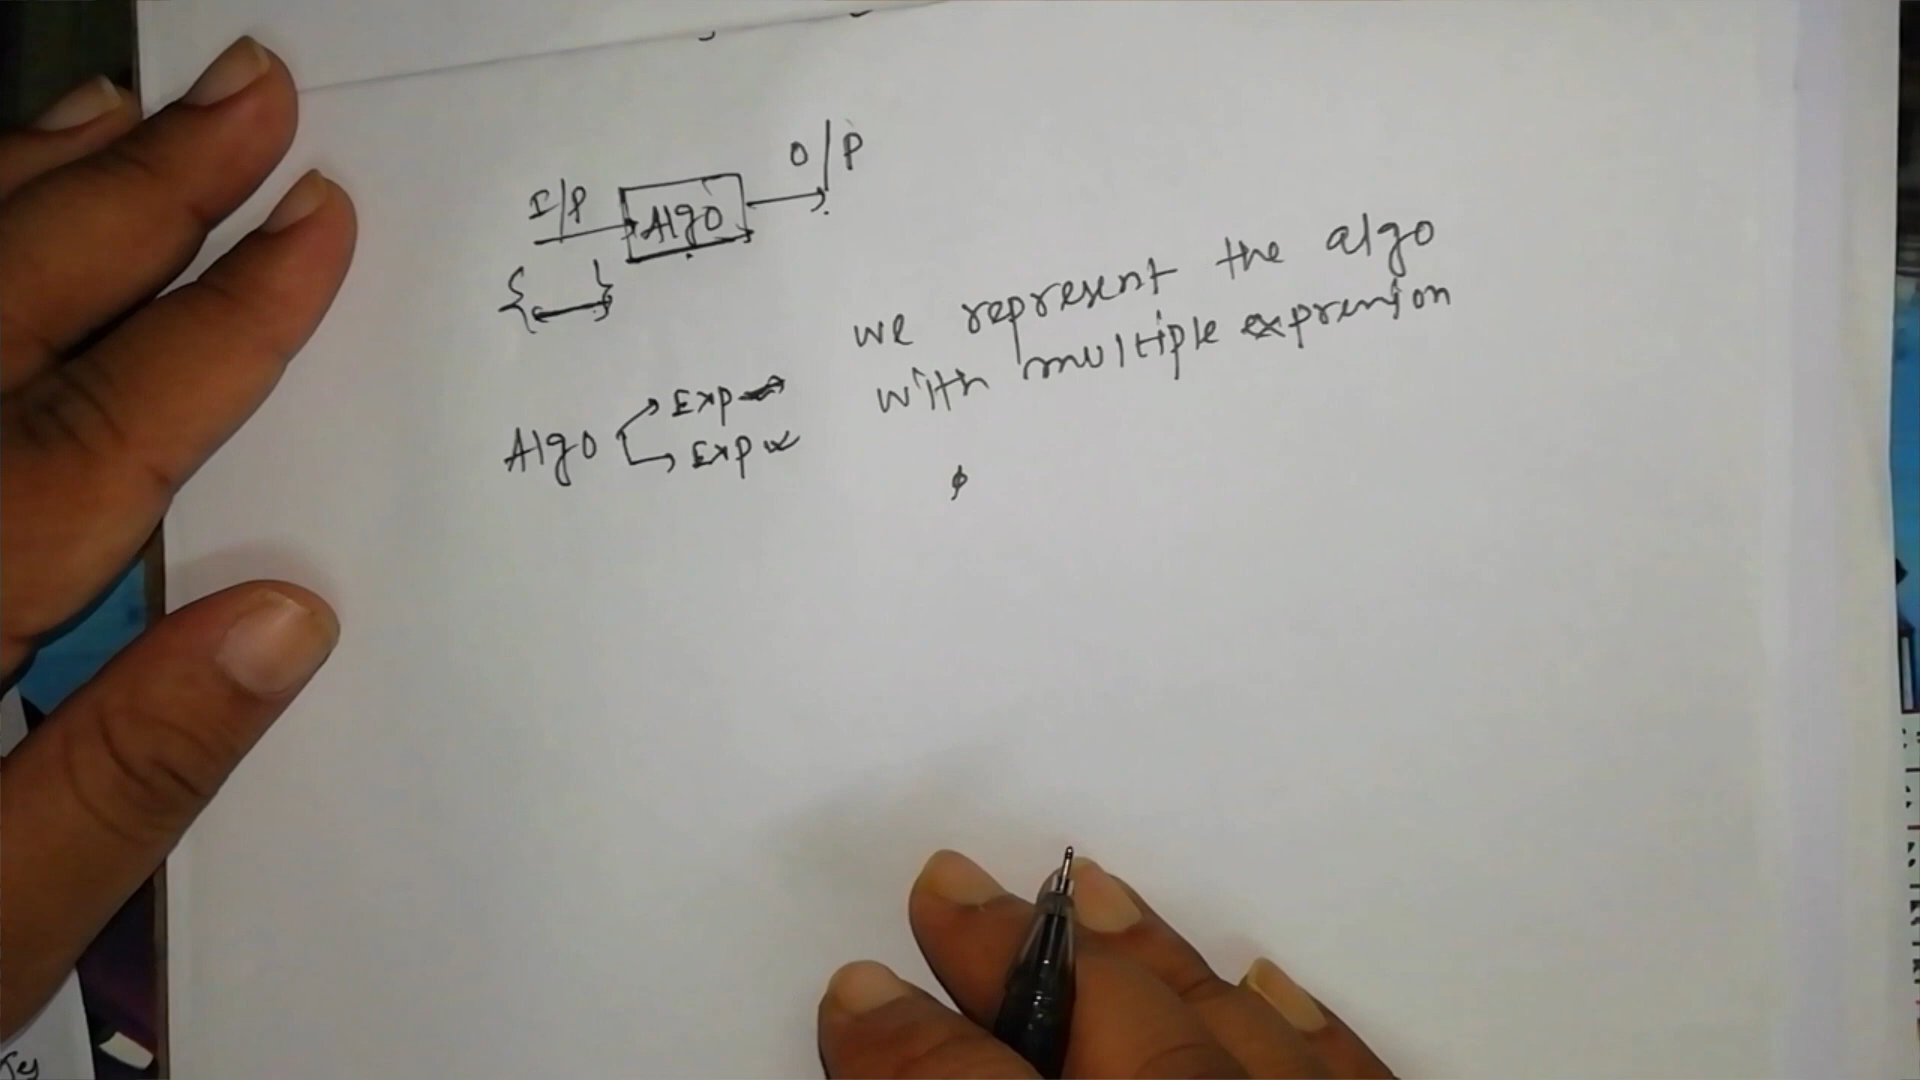 I/P Algo O/P
{ }
we represent the algo
with multiple expression
Algo Exp
Exp